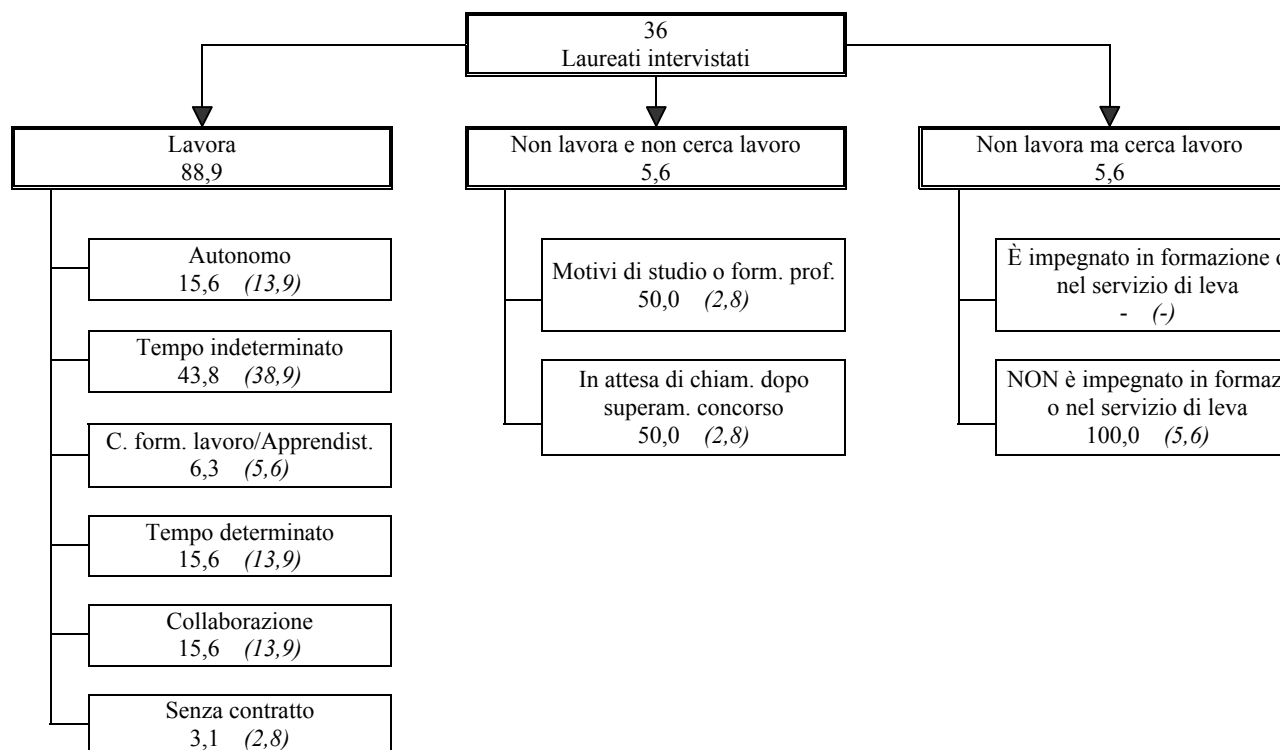 36
Laureati intervistati
Lavora
88,9
Non lavora e non cerca lavoro
5,6
Non lavora ma cerca lavoro
5,6
Autonomo
15,6 (13,9)
Tempo indeterminato
43,8 (38,9)
C. form. lavoro/Apprendist.
6,3 (5,6)
Tempo determinato
15,6 (13,9)
Collaborazione
15,6 (13,9)
Senza contratto
3,1 (2,8)
Motivi di studio o form. prof.
50,0 (2,8)
In attesa di chiam. dopo
superam. concorso
50,0 (2,8)
È impegnato in formazione
nel servizio di leva
- (-)
NON è impegnato in formaz
o nel servizio di leva
100,0 (5,6)